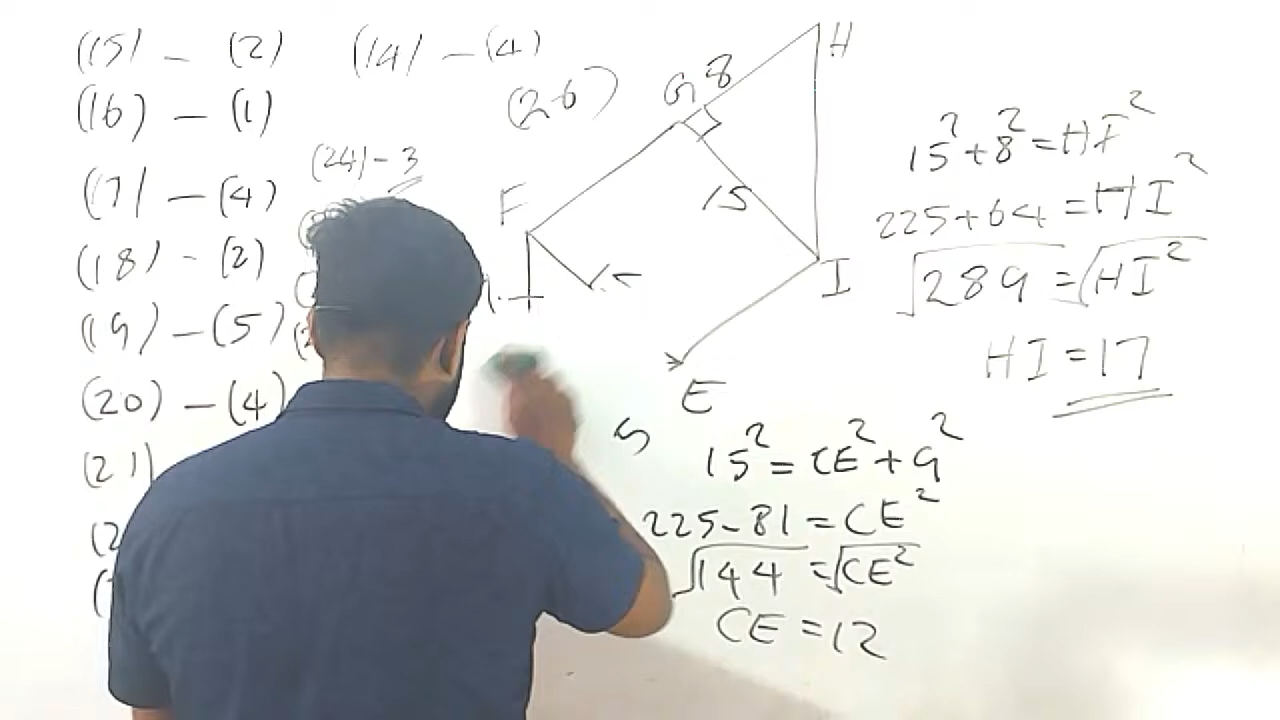 (15) - (2)
(14) - (4)
(16) - (1)
(26)
(24) - 3
(17) - (4)
(18) - (2)
(19) - (5)
(20) - (4)
(21)
H
G 8
F
15
I
E
15² + 8² = HI²
225 + 64 = HI²
√289 = √HI²
HI = 17
15² = CE² + 9²
225 - 81 = CE²
√144 = √CE²
CE = 12